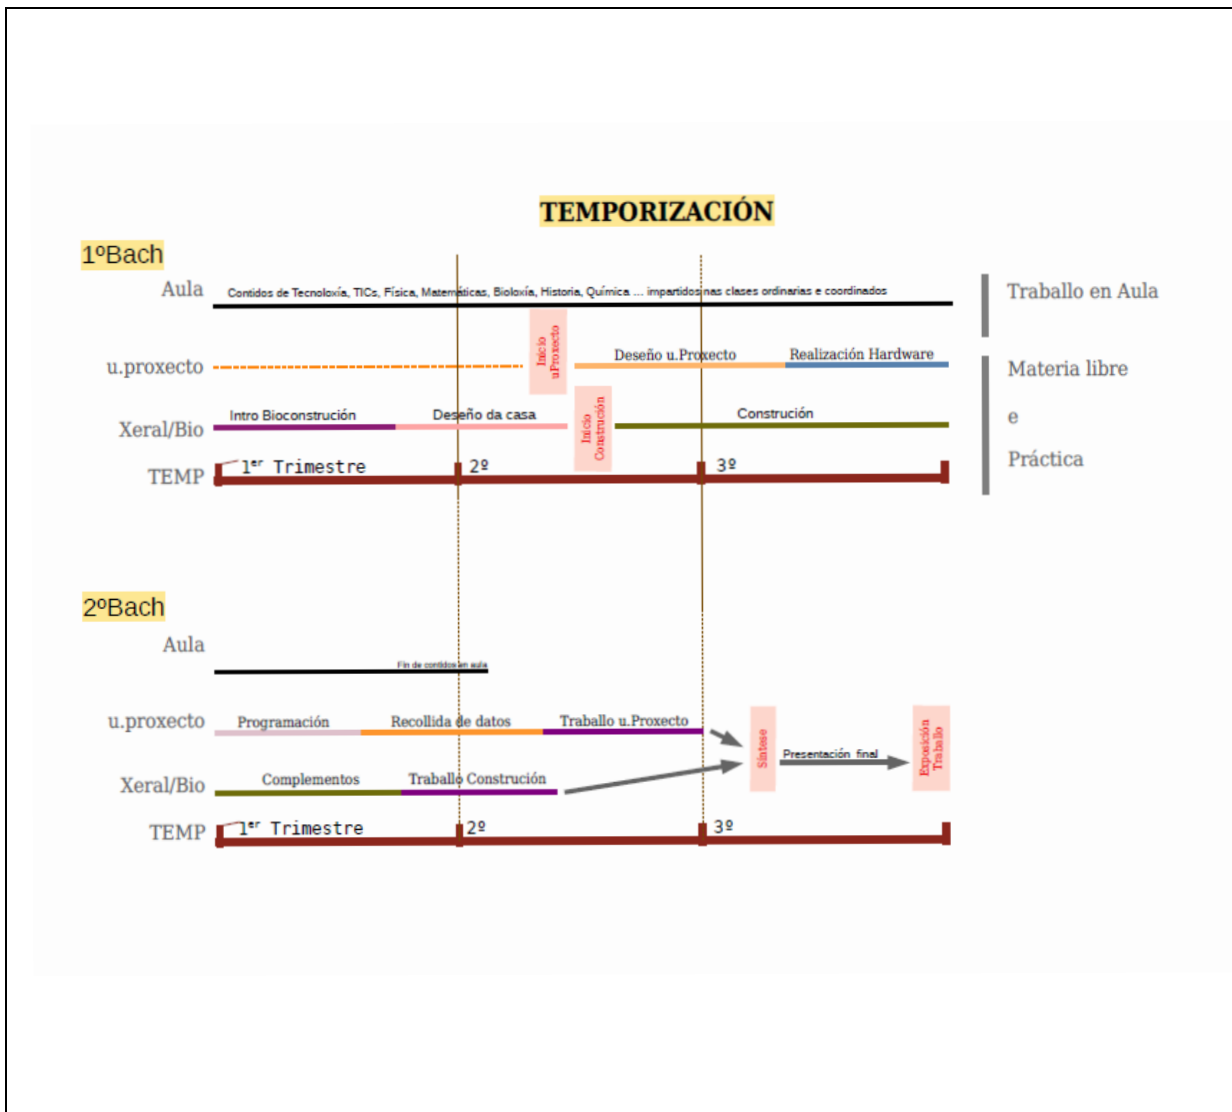 TEMPORIZACIÓN
1ºBach
Aula
Contidos de Tecnoloxía, TICs, Física, Matemáticas, Bioloxía, Historia, Química ... impartidos nas clases ordinarias e coordinados
Traballo en Aula
u.proxecto
Inicio
uProxecto
Deseño u.Proxecto
Realización Hardware
Materia libre
e
Práctica
Xeral/Bio
Intro Bioconstrución
Deseño da casa
Inicio
Construción
Construción
TEMP
1er Trimestre
2º
3º
2ºBach
Aula
Fin de contidos en aula
u.proxecto
Programación
Recollida de datos
Traballo u.Proxecto
Síntese
Presentación final
Exposición
Traballo
Xeral/Bio
Complementos
Traballo Construción
TEMP
1er Trimestre
2º
3º